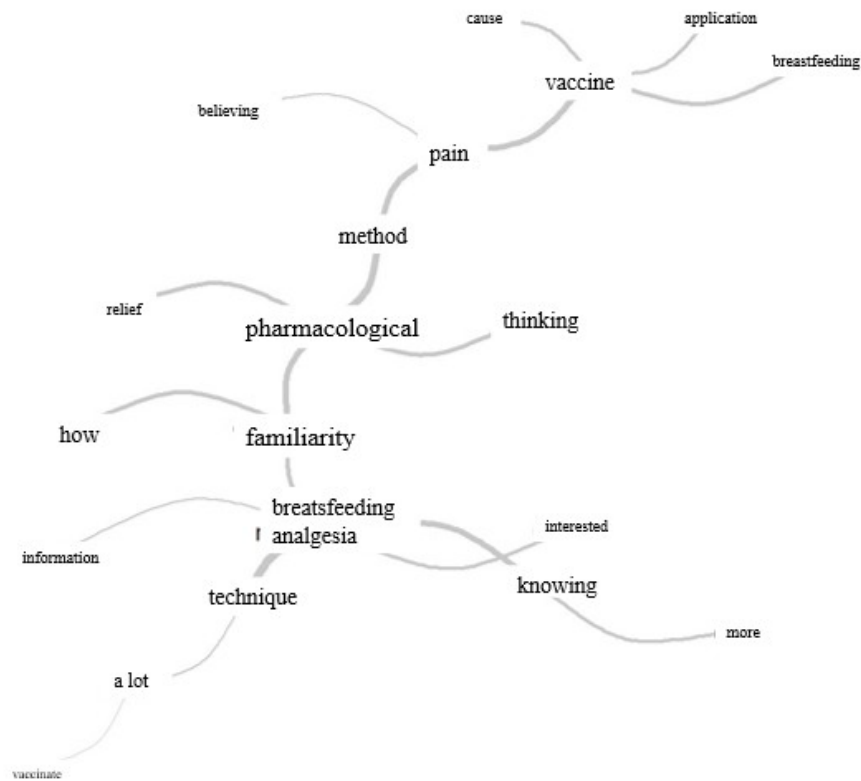 cause
application
breastfeeding
vaccine
believing
pain
method
relief
thinking
pharmacological
how
familiarity
breatsfeeding
analgesia
interested
information
knowing
technique
more
a lot
vaccinate